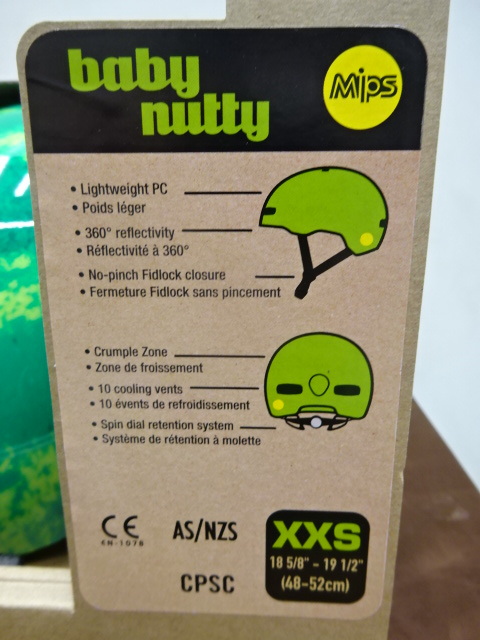 baby
nutty
Mips
• Lightweight PC
• Poids léger
• 360° reflectivity
• Réflectivité à 360°
• No-pinch Fidlock closure
• Fermeture Fidlock sans pincement
• Crumple Zone
• Zone de froissement
• 10 cooling vents
• 10 évents de refroidissement
• Spin dial retention system
• Système de rétention à molette
CE
EN-1078
AS/NZS
CPSC
XXS
18 5/8" - 19 1/2"
(48-52cm)